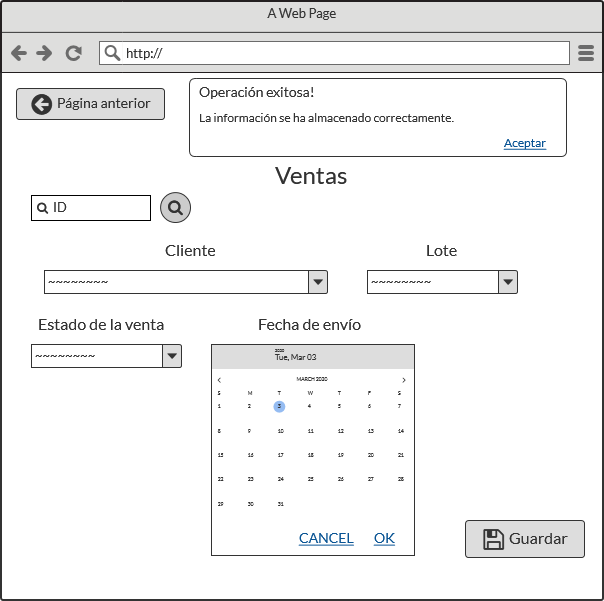 A Web Page
http://
Página anterior
Operación exitosa!
La información se ha almacenado correctamente.
Aceptar
Ventas
ID
Cliente
Lote
~~~~~~~~
~~~~~~~~
Estado de la venta
Fecha de envío
~~~~~~~~
2020
Tue, Mar 03
MARCH 2020
S M T W T F S
1 2 3 4 5 6 7
8 9 10 11 12 13 14
15 16 17 18 19 20 21
22 23 24 25 26 27 28
29 30 31
CANCEL OK
Guardar